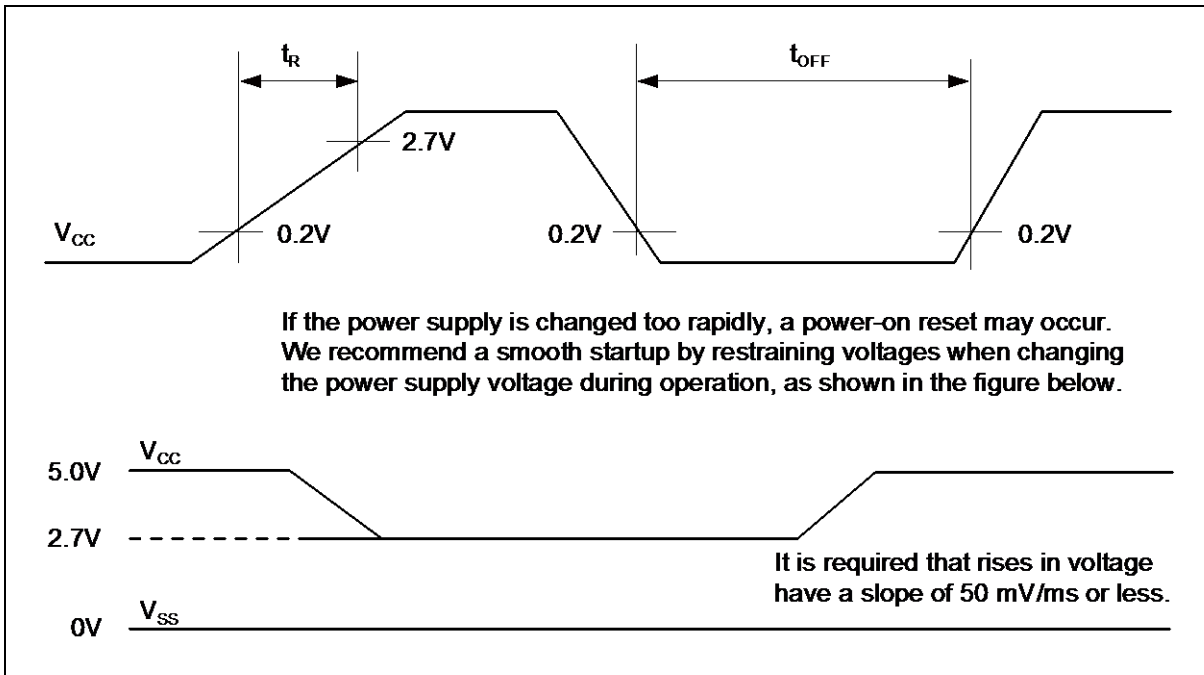 tR
tOFF
2.7V
VCC
0.2V
0.2V
0.2V
If the power supply is changed too rapidly, a power-on reset may occur.
We recommend a smooth startup by restraining voltages when changing
the power supply voltage during operation, as shown in the figure below.
VCC
5.0V
2.7V
It is required that rises in voltage
have a slope of 50 mV/ms or less.
VSS
0V